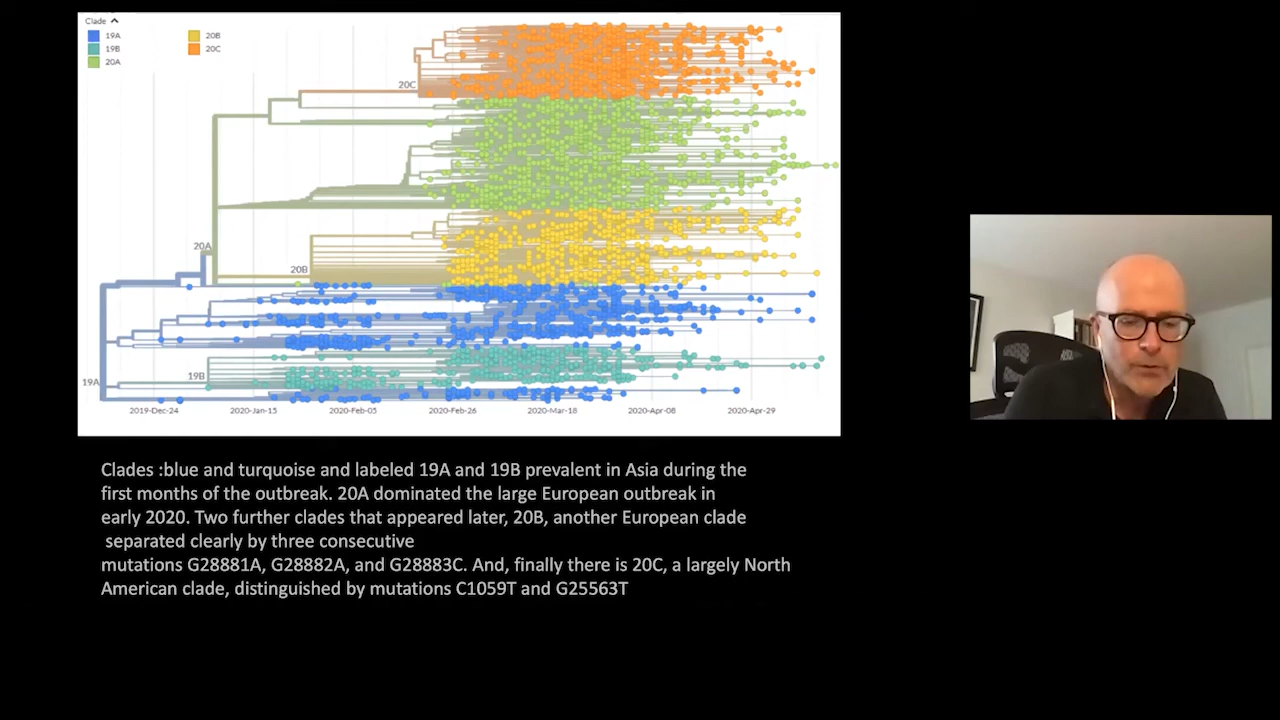 Clade
19A
19B
20A
20B
20C
20C
20A
20B
19B
19A
2019-Dec-24 2020-Jan-15 2020-Feb-05 2020-Feb-26 2020-Mar-18 2020-Apr-08 2020-Apr-29
Clades :blue and turquoise and labeled 19A and 19B prevalent in Asia during the
first months of the outbreak. 20A dominated the large European outbreak in
early 2020. Two further clades that appeared later, 20B, another European clade
separated clearly by three consecutive
mutations G28881A, G28882A, and G28883C. And, finally there is 20C, a largely North
American clade, distinguished by mutations C1059T and G25563T